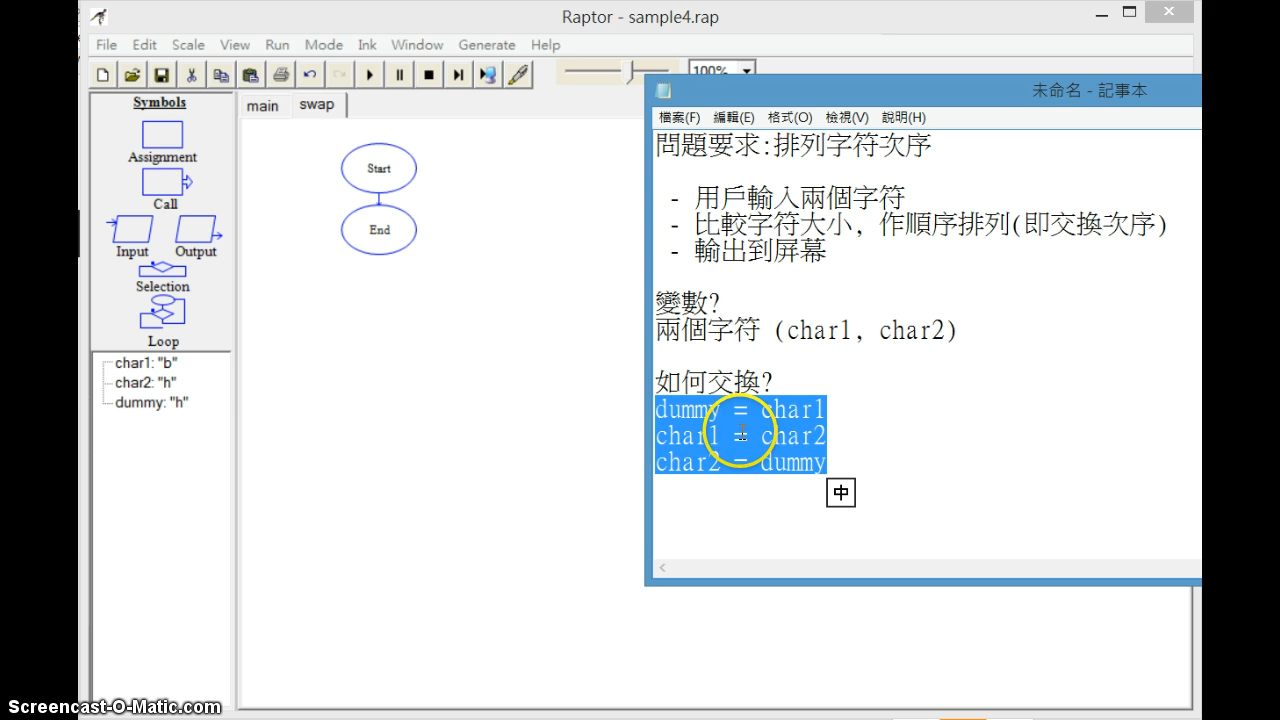 Raptor - sample4.rap
File Edit Scale View Run Mode Ink Window Generate Help
100%
Symbols
Assignment
Call
Input Output
Selection
Loop
char1: "b"
char2: "h"
dummy: "h"
main swap
Start
End
未命名 - 記事本
檔案(F) 編輯(E) 格式(O) 檢視(V) 說明(H)
問題要求:排列字符次序
- 用戶輸入兩個字符
- 比較字符大小, 作順序排列(即交換次序)
- 輸出到屏幕
變數?
兩個字符 (char1, char2)
如何交換?
dummy = char1
char1 = char2
char2 = dummy
中
Screencast-O-Matic.com